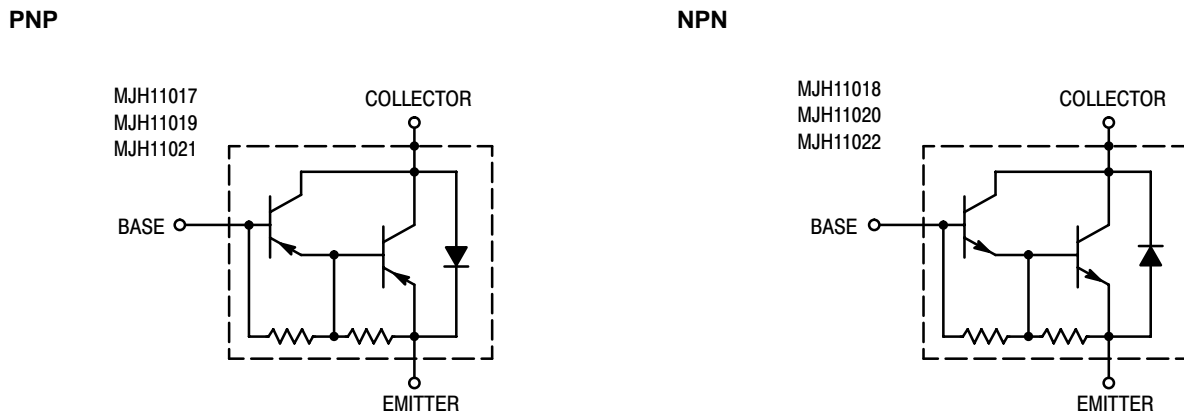 PNP
MJH11017
MJH11019
MJH11021
COLLECTOR
BASE
EMITTER
NPN
MJH11018
MJH11020
MJH11022
COLLECTOR
BASE
EMITTER